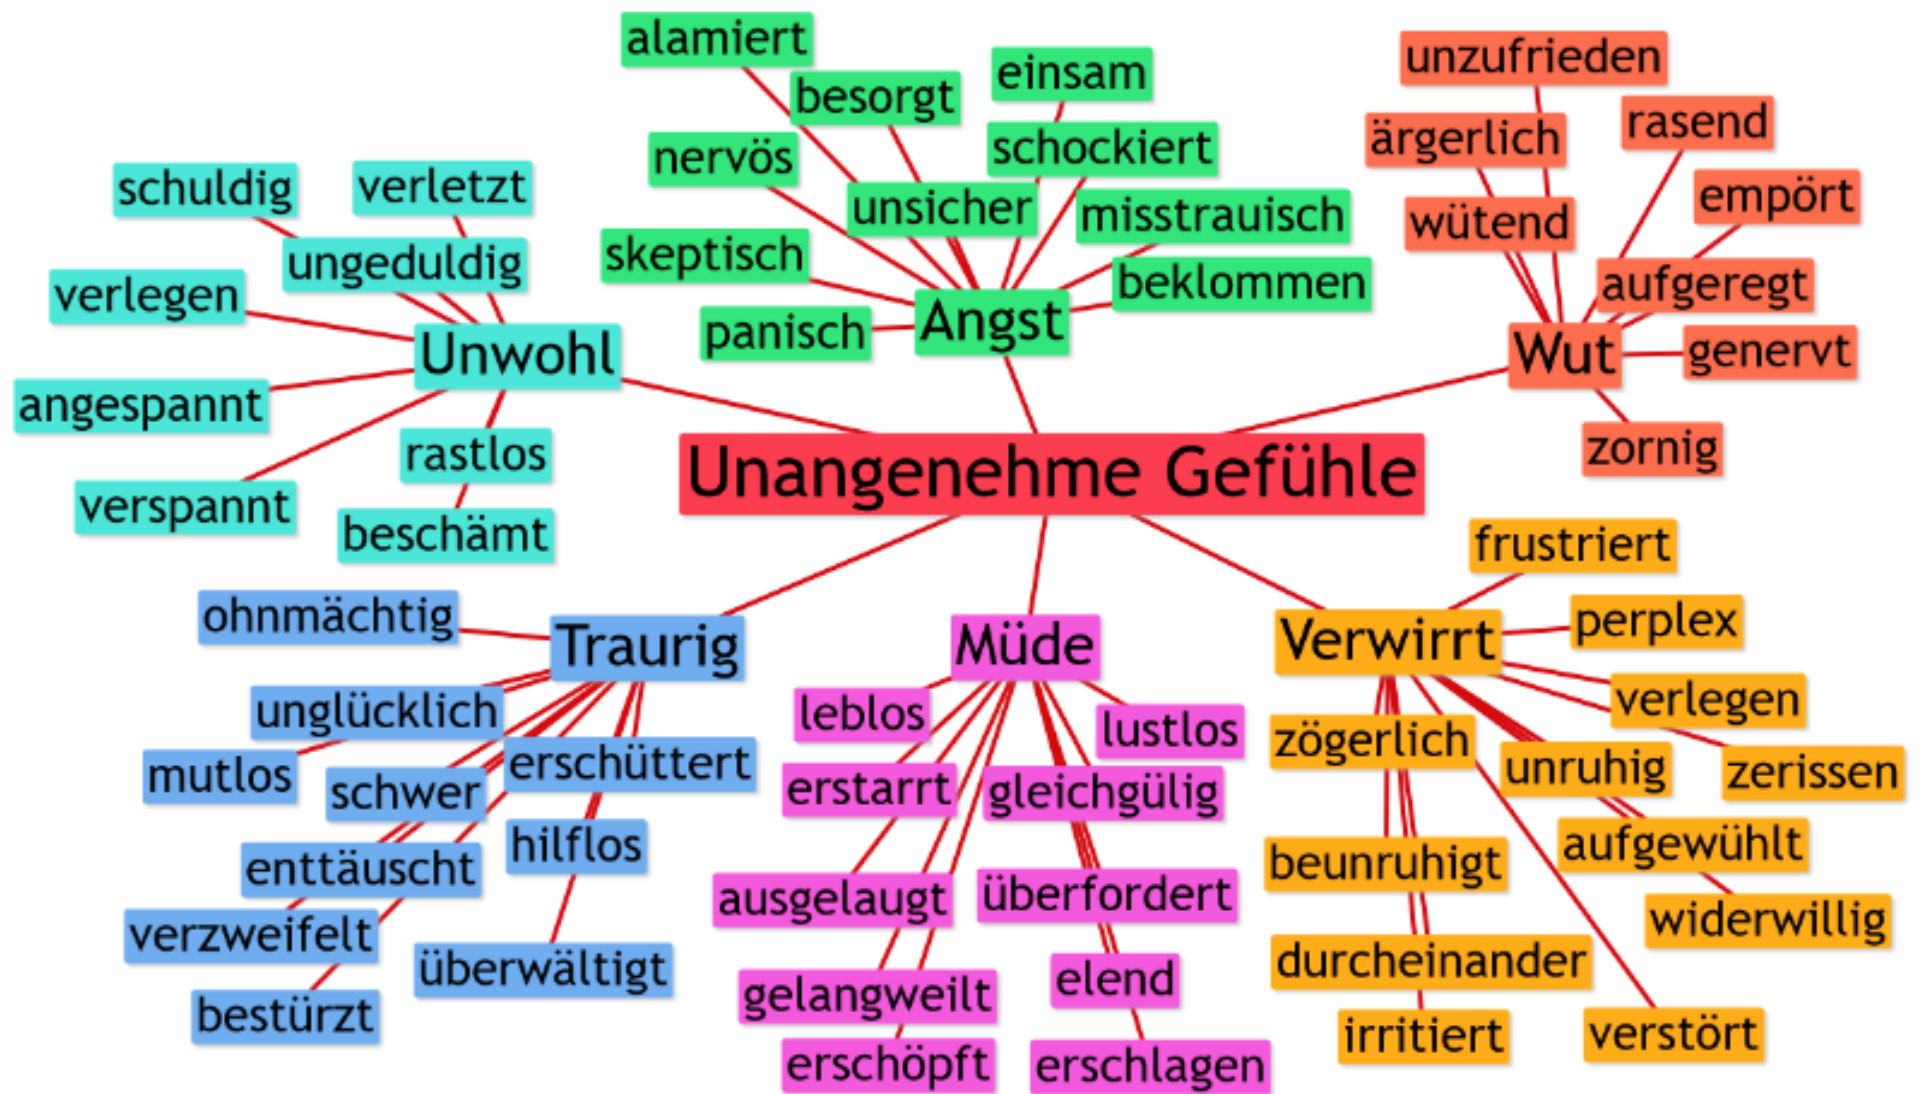 alamiert
besorgt
einsam
nervös
schockiert
unsicher
misstrauisch
skeptisch
beklommen
panisch
Angst
unzufrieden
rasend
ärgerlich
empört
wütend
aufgeregt
genervt
Wut
zornig
schuldig
verletzt
ungeduldig
verlegen
Unwohl
angespannt
rastlos
verspannt
beschämt
Unangenehme Gefühle
ohnmächtig
Traurig
unglücklich
mutlos
erschüttert
schwer
hilflos
enttäuscht
verzweifelt
überwältigt
bestürzt
Müde
leblos
lustlos
erstarrt
gleichgülig
ausgelaugt
überfordert
gelangweilt
elend
erschöpft
erschlagen
frustriert
perplex
Verwirrt
verlegen
zögerlich
unruhig
zerissen
aufgewühlt
beunruhigt
widerwillig
durcheinander
irritiert
verstört